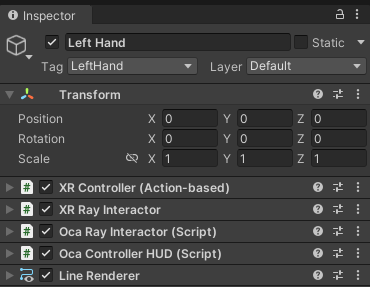 Inspector
Left Hand Static
Tag LeftHand Layer Default
Transform
Position X 0 Y 0 Z 0
Rotation X 0 Y 0 Z 0
Scale X 1 Y 1 Z 1
# XR Controller (Action-based)
# XR Ray Interactor
# Oca Ray Interactor (Script)
# Oca Controller HUD (Script)
Line Renderer